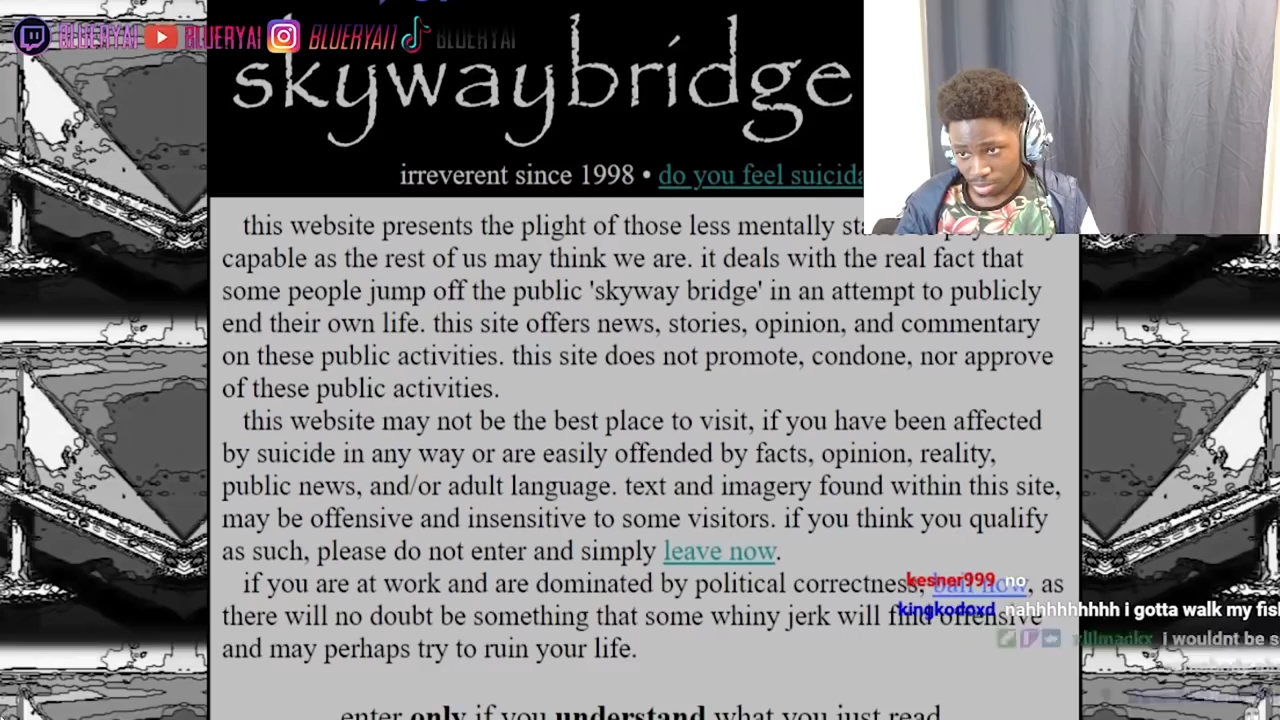 BLUERYAI BLUERYAI BLUERYAI1 BLUERYAI
skywaybridge
irreverent since 1998 • do you feel
this website presents the plight of those less mentally
capable as the rest of us may think we are. it deals with the real fact that
some people jump off the public 'skyway bridge' in an attempt to publicly
end their own life. this site offers news, stories, opinion, and commentary
on these public activities. this site does not promote, condone, nor approve
of these public activities.
this website may not be the best place to visit, if you have been affected
by suicide in any way or are easily offended by facts, opinion, reality,
public news, and/or adult language. text and imagery found within this site,
may be offensive and insensitive to some visitors. if you think you qualify
as such, please do not enter and simply leave now.
if you are at work and are dominated by political correctness, bail now, as
kesner999 no
there will no doubt be something that some whiny jerk will find offensive
kingkodoxd nahhhhhhhhh i gotta walk my
and may perhaps try to ruin your life.
i wouldnt be
enter only if you understand what you just read